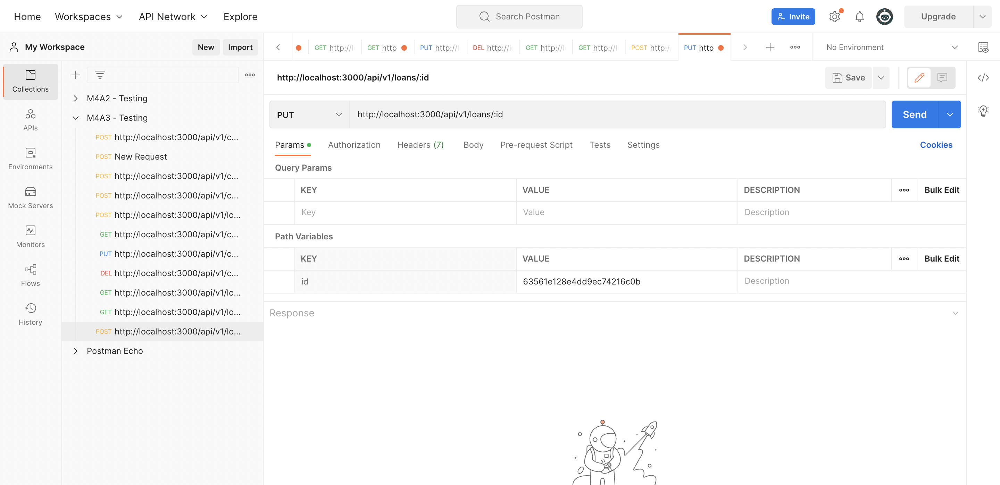 Home Workspaces API Network Explore Search Postman Invite Upgrade
My Workspace New Import
GET http://l GET http PUT http://l DEL http://l GET http://l GET http://l POST http:/ PUT http No Environment
Collections
APIs
Environments
Mock Servers
Monitors
Flows
History
M4A2 - Testing
M4A3 - Testing
POST http://localhost:3000/api/v1/c...
POST New Request
POST http://localhost:3000/api/v1/c...
POST http://localhost:3000/api/v1/c...
POST http://localhost:3000/api/v1/lo...
GET http://localhost:3000/api/v1/c...
PUT http://localhost:3000/api/v1/c...
DEL http://localhost:3000/api/v1/c...
GET http://localhost:3000/api/v1/lo...
GET http://localhost:3000/api/v1/lo...
POST http://localhost:3000/api/v1/lo...
Postman Echo
http://localhost:3000/api/v1/loans/:id Save
PUT http://localhost:3000/api/v1/loans/:id Send
Params Authorization Headers (7) Body Pre-request Script Tests Settings Cookies
Query Params
KEY VALUE DESCRIPTION Bulk Edit
Key Value Description
Path Variables
KEY VALUE DESCRIPTION Bulk Edit
id 63561e128e4dd9ec74216c0b Description
Response